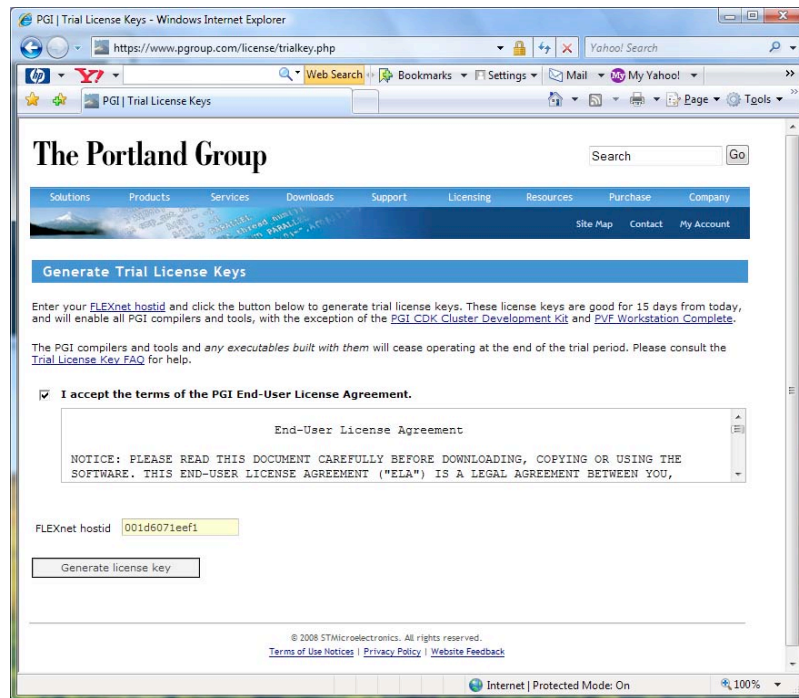 PGI | Trial License Keys - Windows Internet Explorer
https://www.pgroup.com/license/trialkey.php
Yahoo! Search
hp
Y!
Web Search
Bookmarks
Settings
Mail
My Yahoo!
PGI | Trial License Keys
Page
Tools
The Portland Group
Search
Go
Solutions Products Services Downloads Support Licensing Resources Purchase Company
Site Map Contact My Account
Generate Trial License Keys
Enter your FLEXnet hostid and click the button below to generate trial license keys. These license keys are good for 15 days from today,
and will enable all PGI compilers and tools, with the exception of the PGI CDK Cluster Development Kit and PVF Workstation Complete.
The PGI compilers and tools and any executables built with them will cease operating at the end of the trial period. Please consult the
Trial License Key FAQ for help.
I accept the terms of the PGI End-User License Agreement.
End-User License Agreement
NOTICE: PLEASE READ THIS DOCUMENT CAREFULLY BEFORE DOWNLOADING, COPYING OR USING THE
SOFTWARE. THIS END-USER LICENSE AGREEMENT ("ELA") IS A LEGAL AGREEMENT BETWEEN YOU,
FLEXnet hostid 001d6071eef1
Generate license key
© 2008 STMicroelectronics. All rights reserved.
Terms of Use Notices | Privacy Policy | Website Feedback
Internet | Protected Mode: On
100%